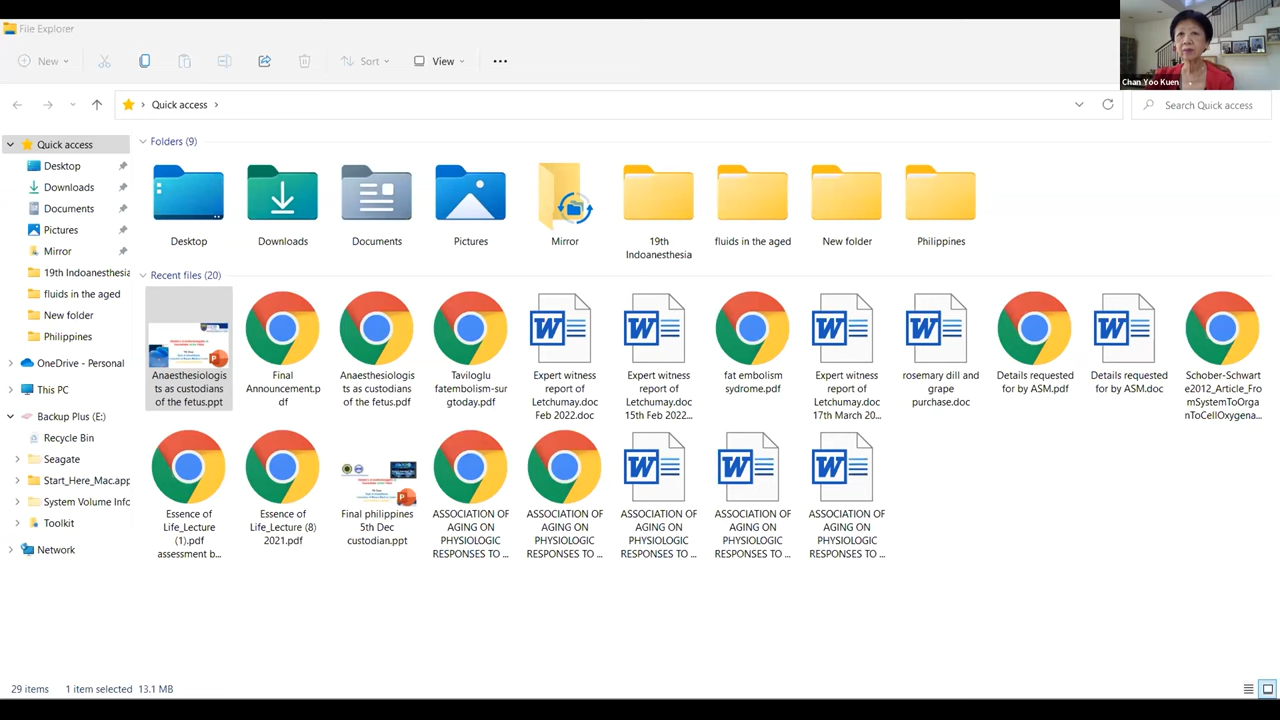 File Explorer
New
Sort
View
Chan Yoo Kuen
Quick access
Search Quick access
Quick access
Desktop
Downloads
Documents
Pictures
Mirror
19th Indoanesthesia
fluids in the aged
New folder
Philippines
OneDrive - Personal
This PC
Backup Plus (E:)
Recycle Bin
Seagate
Start_Here_Mac.app
System Volume Info
Toolkit
Network
Folders (9)
Desktop
Downloads
Documents
Pictures
Mirror
19th
Indoanesthesia
fluids in the aged
New folder
Philippines
Recent files (20)
Anaesthesiologis
ts as custodians
of the fetus.ppt
Final
Announcement.p
df
Anaesthesiologis
ts as custodians
of the fetus.pdf
Taviloglu
fatembolism-sur
gtoday.pdf
Expert witness
report of
Letchumay.doc
Feb 2022.doc
Expert witness
report of
Letchumay.doc
15th Feb 2022...
fat embolism
sydrome.pdf
Expert witness
report of
Letchumay.doc
17th March 20...
rosemary dill and
grape
purchase.doc
Details requested
for by ASM.pdf
Details requested
for by ASM.doc
Schober-Schwart
e2012_Article_Fro
mSystemToOrga
nToCellOxygena...
Essence of
Life_Lecture
(1).pdf
assessment b...
Essence of
Life_Lecture (8)
2021.pdf
Final philippines
5th Dec
custodian.ppt
ASSOCIATION OF
AGING ON
PHYSIOLOGIC
RESPONSES TO ...
ASSOCIATION OF
AGING ON
PHYSIOLOGIC
RESPONSES TO ...
ASSOCIATION OF
AGING ON
PHYSIOLOGIC
RESPONSES TO ...
ASSOCIATION OF
AGING ON
PHYSIOLOGIC
RESPONSES TO ...
ASSOCIATION OF
AGING ON
PHYSIOLOGIC
RESPONSES TO ...
29 items
1 item selected 13.1 MB